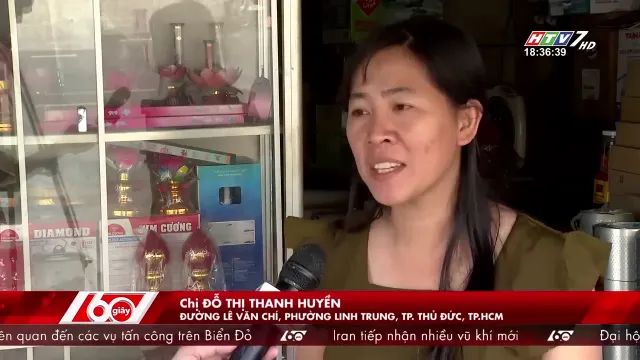 HTV7 HD
18:36:39
DIAMOND
KIM CƯƠNG
60 giây
Chị ĐỖ THỊ THANH HUYỀN
ĐƯỜNG LÊ VĂN CHÍ, PHƯỜNG LINH TRUNG, TP. THỦ ĐỨC, TP.HCM
ên quan đến các vụ tấn công trên Biển Đỏ 60 Iran tiếp nhận nhiều vũ khí mới 60 Đại hộ